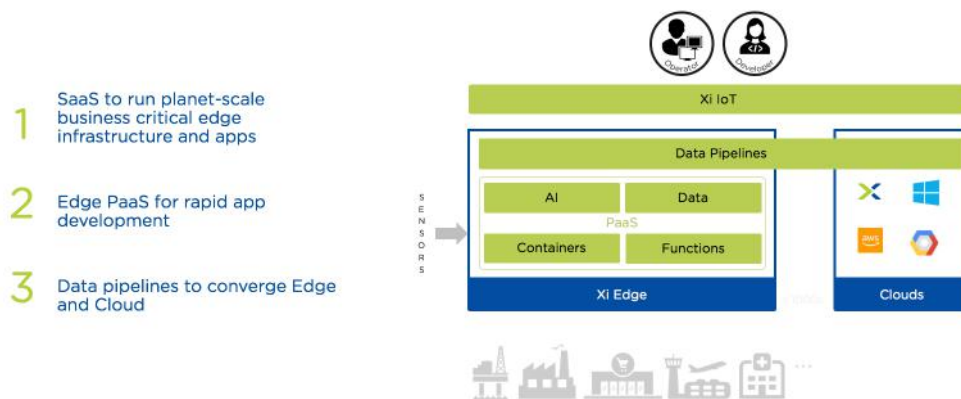 Operator
Developer
1
SaaS to run planet-scale
business critical edge
infrastructure and apps
2
Edge PaaS for rapid app
development
3
Data pipelines to converge Edge
and Cloud
Xi IoT
Data Pipelines
SENSORS
AI
Data
PaaS
Containers
Functions
aws
Xi Edge
Clouds
...